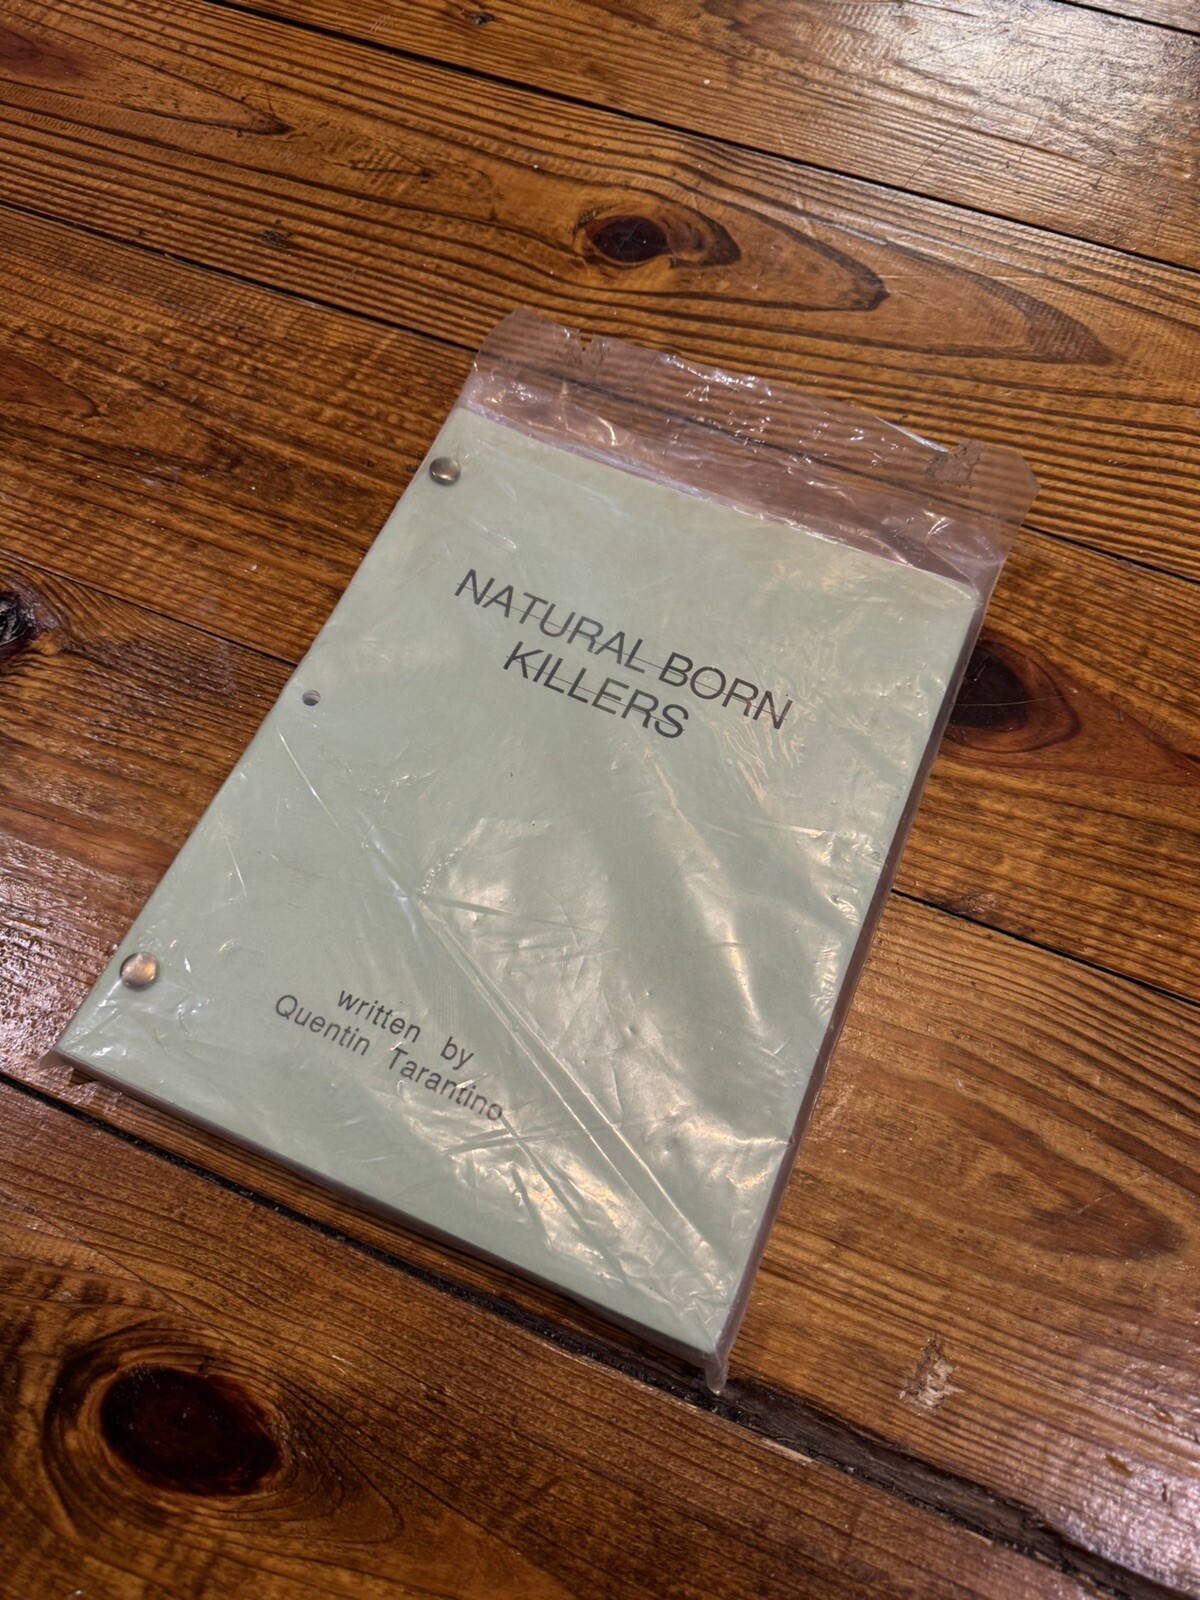 NATURAL BORN
KILLERS
written by
Quentin Tarantino